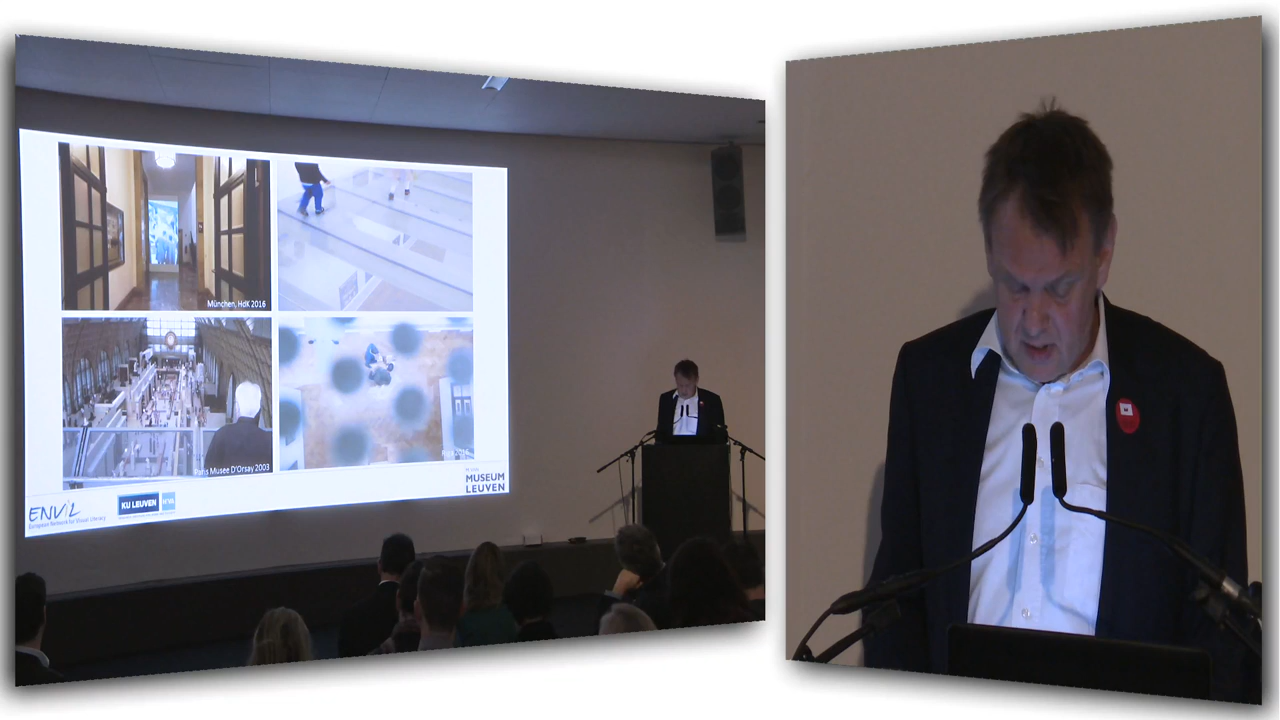 München, HdK 2016
Paris Musee D'Orsay 2003
ENViL
European Network for Visual Literacy
KU LEUVEN
MUSEUM
LEUVEN